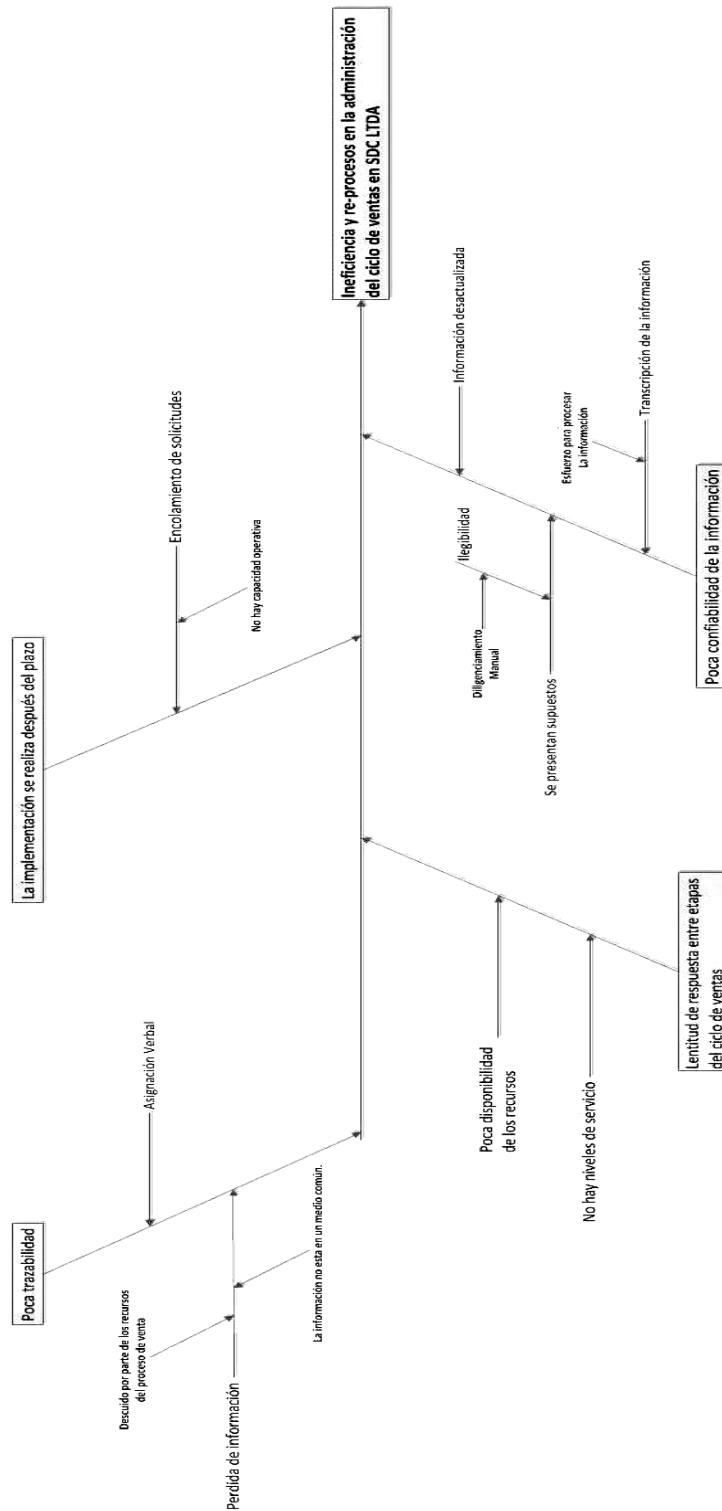 Poca trazabilidad
La implementación se realiza después del plazo
Asignación Verbal
Encolamiento de solicitudes
No hay capacidad operativa
Descuido por parte de los recursos
del proceso de venta
Perdida de información
La información no esta en un medio común.
Ineficiencia y re-procesos en la administración
del ciclo de ventas en SDC LTDA
Poca disponibilidad
de los recursos
No hay niveles de servicio
Lentitud de respuesta entre etapas
del ciclo de ventas
Información desactualizada
Ilegibilidad
Diligenciamiento
Manual
Se presentan supuestos
Esfuerzo para procesar
La información
Transcripción de la información
Poca confiabilidad de la información